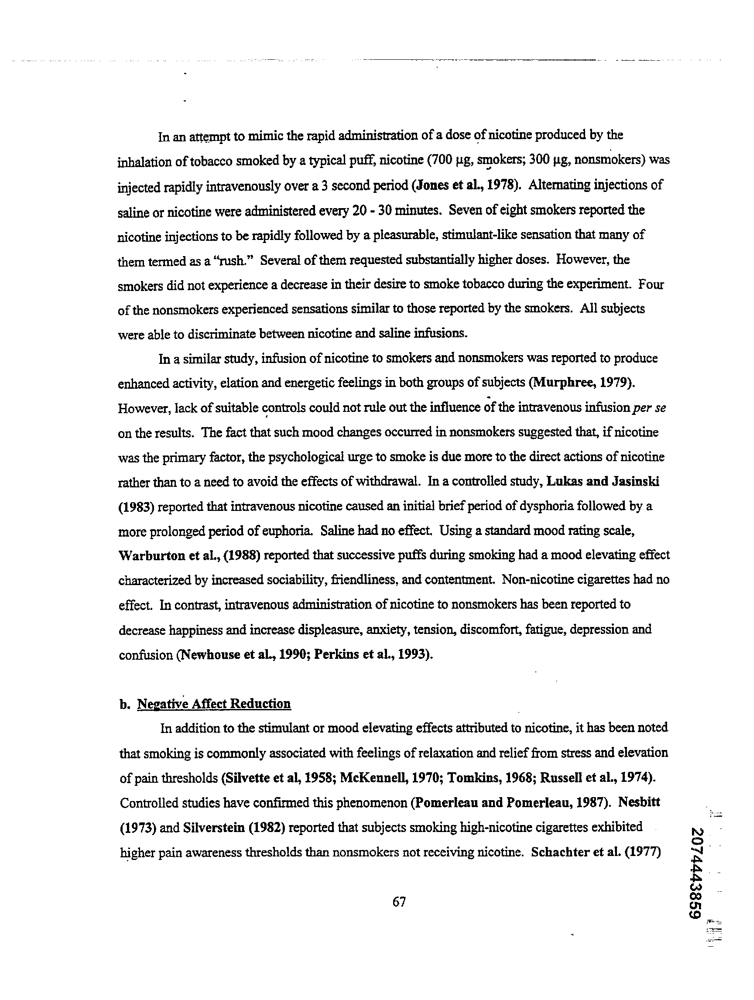 In an attempt to mimic the rapid administration of a dose of nicotine produced by the
inhalation of tobacco smoked by a typical puff, nicotine (700 µg, smokers; 300 µg, nonsmokers) was
injected rapidly intravenously over a 3 second period (Jones et al., 1978). Alternating injections of
saline or nicotine were administered every 20 - 30 minutes. Seven of eight smokers reported the
nicotine injections to be rapidly followed by a pleasurable, stimulant-like sensation that many of
them termed as a “rush.” Several of them requested substantially higher doses. However, the
smokers did not experience a decrease in their desire to smoke tobacco during the experiment. Four
of the nonsmokers experienced sensations similar to those reported by the smokers. All subjects
were able to discriminate between nicotine and saline infusions.
In a similar study, infusion of nicotine to smokers and nonsmokers was reported to produce
enhanced activity, elation and energetic feelings in both groups of subjects (Murphree, 1979).
However, lack of suitable controls could not rule out the influence of the intravenous infusion per se
on the results. The fact that such mood changes occurred in nonsmokers suggested that, if nicotine
was the primary factor, the psychological urge to smoke is due more to the direct actions of nicotine
rather than to a need to avoid the effects of withdrawal. In a controlled study, Lukas and Jasinski
(1983) reported that intravenous nicotine caused an initial brief period of dysphoria followed by a
more prolonged period of euphoria. Saline had no effect. Using a standard mood rating scale,
Warburton et al., (1988) reported that successive puffs during smoking had a mood elevating effect
characterized by increased sociability, friendliness, and contentment. Non-nicotine cigarettes had no
effect. In contrast, intravenous administration of nicotine to nonsmokers has been reported to
decrease happiness and increase displeasure, anxiety, tension, discomfort, fatigue, depression and
confusion (Newhouse et al., 1990; Perkins et al., 1993).
b. Negative Affect Reduction
In addition to the stimulant or mood elevating effects attributed to nicotine, it has been noted
that smoking is commonly associated with feelings of relaxation and relief from stress and elevation
of pain thresholds (Silvette et al, 1958; McKennell, 1970; Tomkins, 1968; Russell et al., 1974).
Controlled studies have confirmed this phenomenon (Pomerleau and Pomerleau, 1987). Nesbitt
(1973) and Silverstein (1982) reported that subjects smoking high-nicotine cigarettes exhibited
higher pain awareness thresholds than nonsmokers not receiving nicotine. Schachter et al. (1977)
67
2074443859